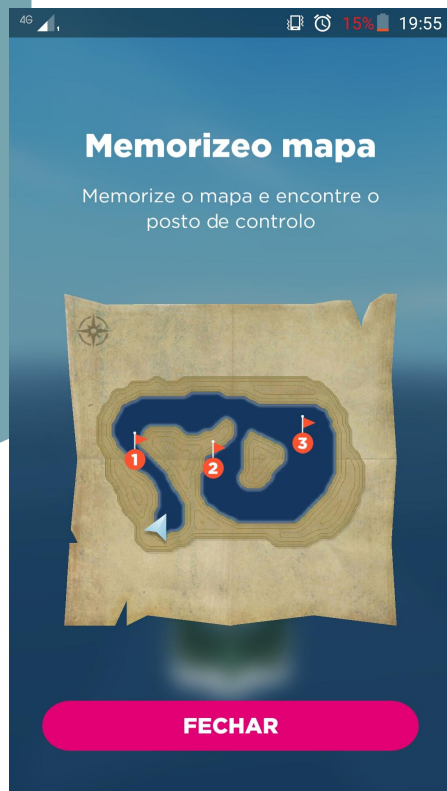 4G 15% 19:55
Memorizeo mapa
Memorize o mapa e encontre o
posto de controlo
3
1
2
FECHAR